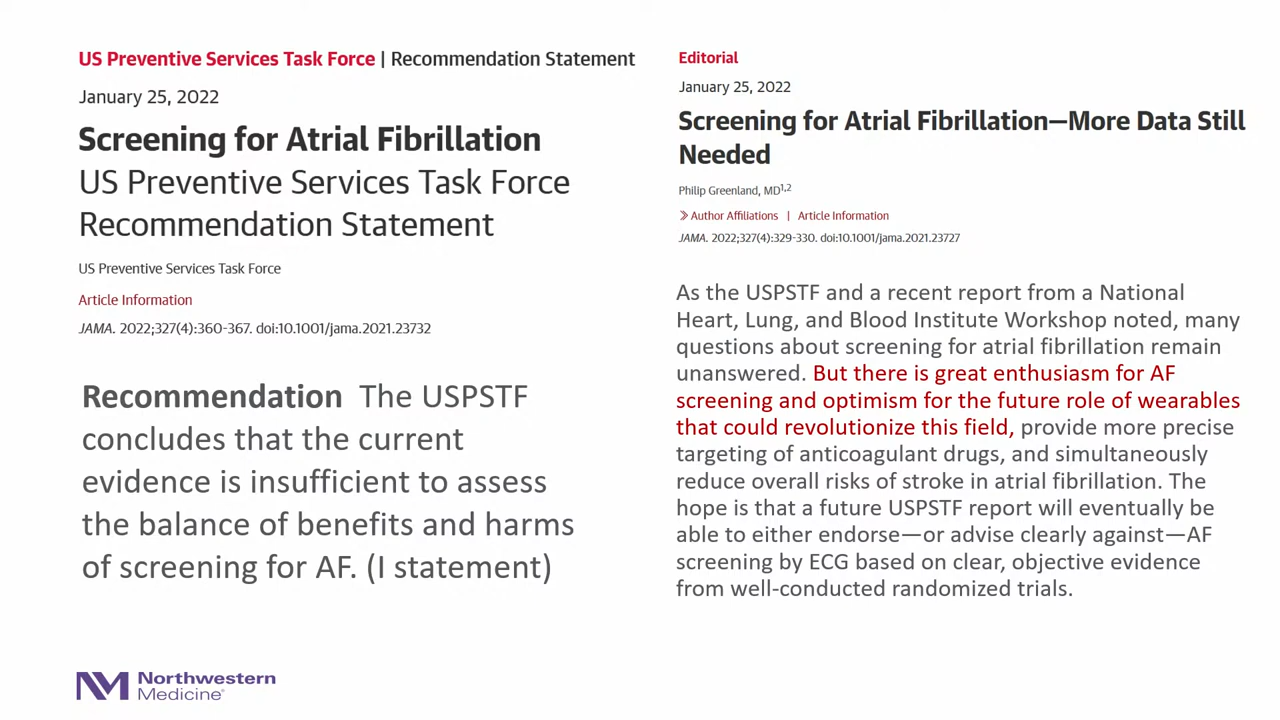 US Preventive Services Task Force | Recommendation Statement
January 25, 2022
Screening for Atrial Fibrillation
US Preventive Services Task Force
Recommendation Statement
US Preventive Services Task Force
Article Information
JAMA. 2022;327(4):360-367. doi:10.1001/jama.2021.23732
Recommendation The USPSTF
concludes that the current
evidence is insufficient to assess
the balance of benefits and harms
of screening for AF. (I statement)
Editorial
January 25, 2022
Screening for Atrial Fibrillation—More Data Still
Needed
Philip Greenland, MD1,2
Author Affiliations | Article Information
JAMA. 2022;327(4):329-330. doi:10.1001/jama.2021.23727
As the USPSTF and a recent report from a National
Heart, Lung, and Blood Institute Workshop noted, many
questions about screening for atrial fibrillation remain
unanswered. But there is great enthusiasm for AF
screening and optimism for the future role of wearables
that could revolutionize this field, provide more precise
targeting of anticoagulant drugs, and simultaneously
reduce overall risks of stroke in atrial fibrillation. The
hope is that a future USPSTF report will eventually be
able to either endorse—or advise clearly against—AF
screening by ECG based on clear, objective evidence
from well-conducted randomized trials.
NM Northwestern
Medicine®